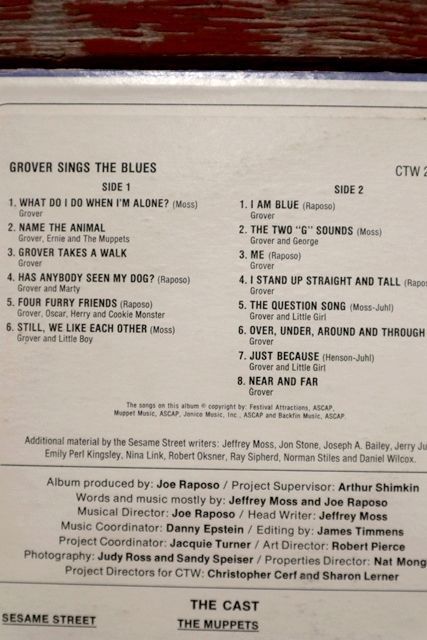 GROVER SINGS THE BLUES
CTW
SIDE 1
1. WHAT DO I DO WHEN I'M ALONE? (Moss)
Grover
2. NAME THE ANIMAL
Grover, Ernie and The Muppets
3. GROVER TAKES A WALK
Grover
4. HAS ANYBODY SEEN MY DOG? (Raposo)
Grover and Marty
5. FOUR FURRY FRIENDS (Raposo)
Grover, Oscar, Herry and Cookie Monster
6. STILL, WE LIKE EACH OTHER (Moss)
Grover and Little Boy
SIDE 2
1. I AM BLUE (Raposo)
Grover
2. THE TWO "G" SOUNDS (Moss)
Grover and George
3. ME (Raposo)
Grover
4. I STAND UP STRAIGHT AND TALL (Rapo
Grover
5. THE QUESTION SONG (Moss-Juhl)
Grover and Little Girl
6. OVER, UNDER, AROUND AND THROUGH
Grover
7. JUST BECAUSE (Henson-Juhl)
Grover and Little Girl
8. NEAR AND FAR
Grover
The songs on this album © copyright by: Festival Attractions, ASCAP,
Muppet Music, ASCAP, Jonico Music, Inc., ASCAP and Backfin Music, ASCAP.
Additional material by the Sesame Street writers: Jeffrey Moss, Jon Stone, Joseph A. Bailey, Jerry Ju
Emily Perl Kingsley, Nina Link, Robert Oksner, Ray Sipherd, Norman Stiles and Daniel Wilcox.
Album produced by: Joe Raposo / Project Supervisor: Arthur Shimkin
Words and music mostly by: Jeffrey Moss and Joe Raposo
Musical Director: Joe Raposo / Head Writer: Jeffrey Moss
Music Coordinator: Danny Epstein / Editing by: James Timmens
Project Coordinator: Jacquie Turner / Art Director: Robert Pierce
Photography: Judy Ross and Sandy Speiser / Properties Director: Nat Mong
Project Directors for CTW: Christopher Cerf and Sharon Lerner
THE CAST
SESAME STREET
THE MUPPETS